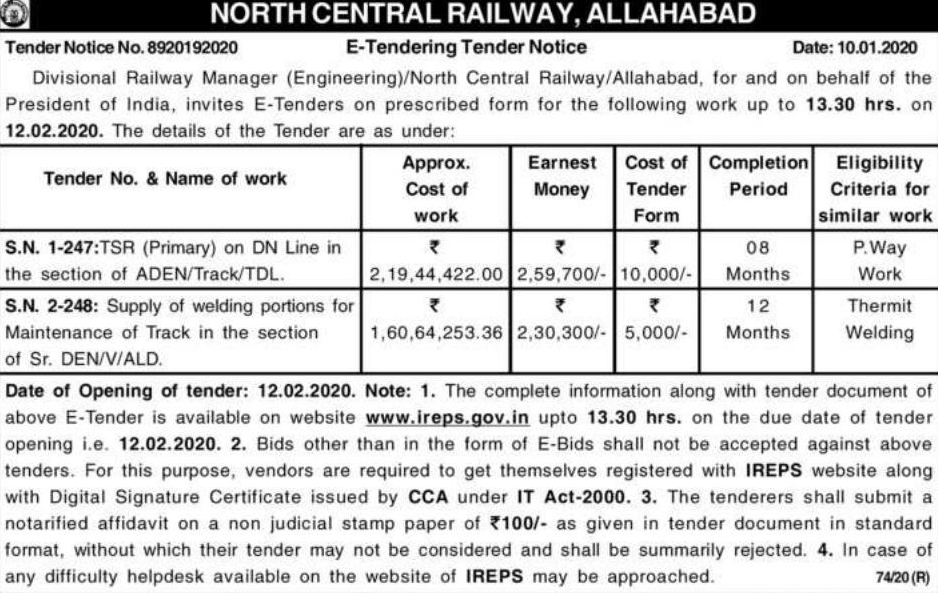 NORTH CENTRAL RAILWAY, ALLAHABAD
Tender Notice No. 8920192020 E-Tendering Tender Notice Date: 10.01.2020
Divisional Railway Manager (Engineering)/North Central Railway/Allahabad, for and on behalf of the
President of India, invites E-Tenders on prescribed form for the following work up to 13.30 hrs. on
12.02.2020. The details of the Tender are as under:
Tender No. & Name of work Approx. Cost of work Earnest Money Cost of Tender Form Completion Period Eligibility Criteria for similar work
S.N. 1-247:TSR (Primary) on DN Line in ₹ ₹ ₹ 08 P.Way
the section of ADEN/Track/TDL. 2,19,44,422.00 2,59,700/- 10,000/- Months Work
S.N. 2-248: Supply of welding portions for ₹ ₹ ₹ 12 Thermit
Maintenance of Track in the section 1,60,64,253.36 2,30,300/- 5,000/- Months Welding
of Sr. DEN/V/ALD.
Date of Opening of tender: 12.02.2020. Note: 1. The complete information along with tender document of
above E-Tender is available on website www.ireps.gov.in upto 13.30 hrs. on the due date of tender
opening i.e. 12.02.2020. 2. Bids other than in the form of E-Bids shall not be accepted against above
tenders. For this purpose, vendors are required to get themselves registered with IREPS website along
with Digital Signature Certificate issued by CCA under IT Act-2000. 3. The tenderers shall submit a
notarified affidavit on a non judicial stamp paper of ₹100/- as given in tender document in standard
format, without which their tender may not be considered and shall be summarily rejected. 4. In case of
any difficulty helpdesk available on the website of IREPS may be approached. 74/20 (R)